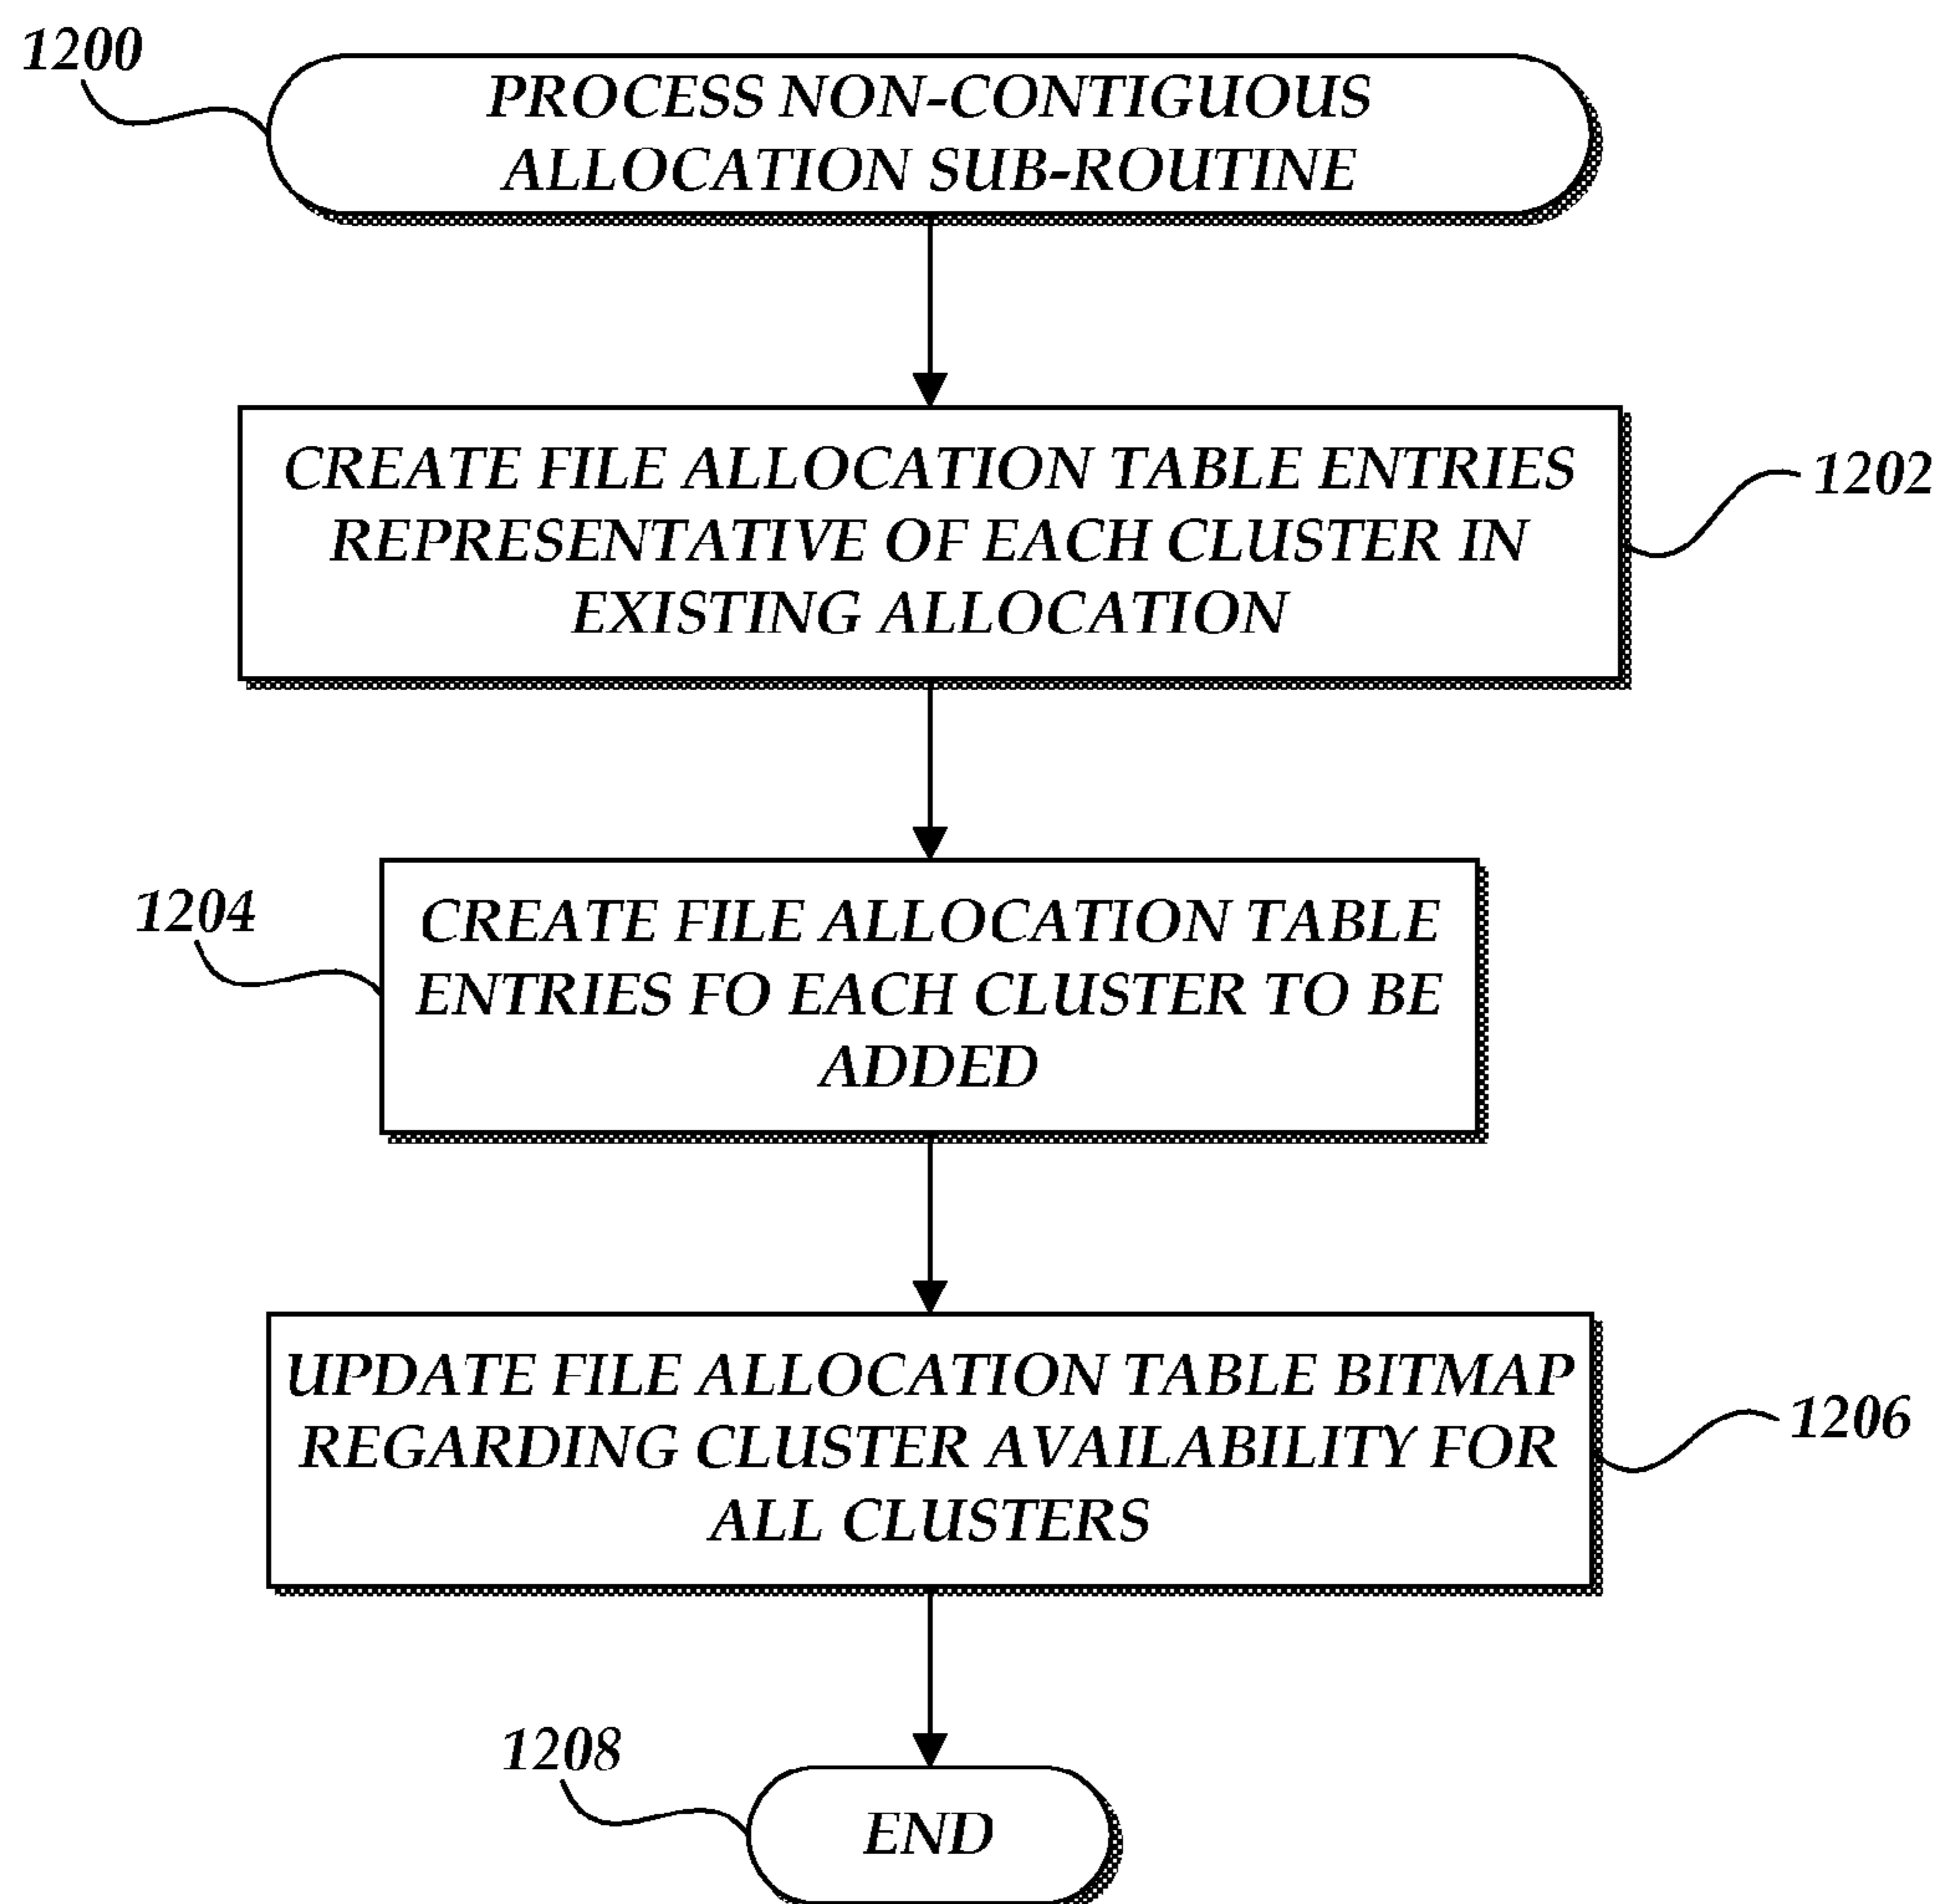 1200
PROCESS NON-CONTIGUOUS
ALLOCATION SUB-ROUTINE
CREATE FILE ALLOCATION TABLE ENTRIES
REPRESENTATIVE OF EACH CLUSTER IN
EXISTING ALLOCATION
1202
1204
CREATE FILE ALLOCATION TABLE
ENTRIES FO EACH CLUSTER TO BE
ADDED
UPDATE FILE ALLOCATION TABLE BITMAP
REGARDING CLUSTER AVAILABILITY FOR
ALL CLUSTERS
1206
1208
END